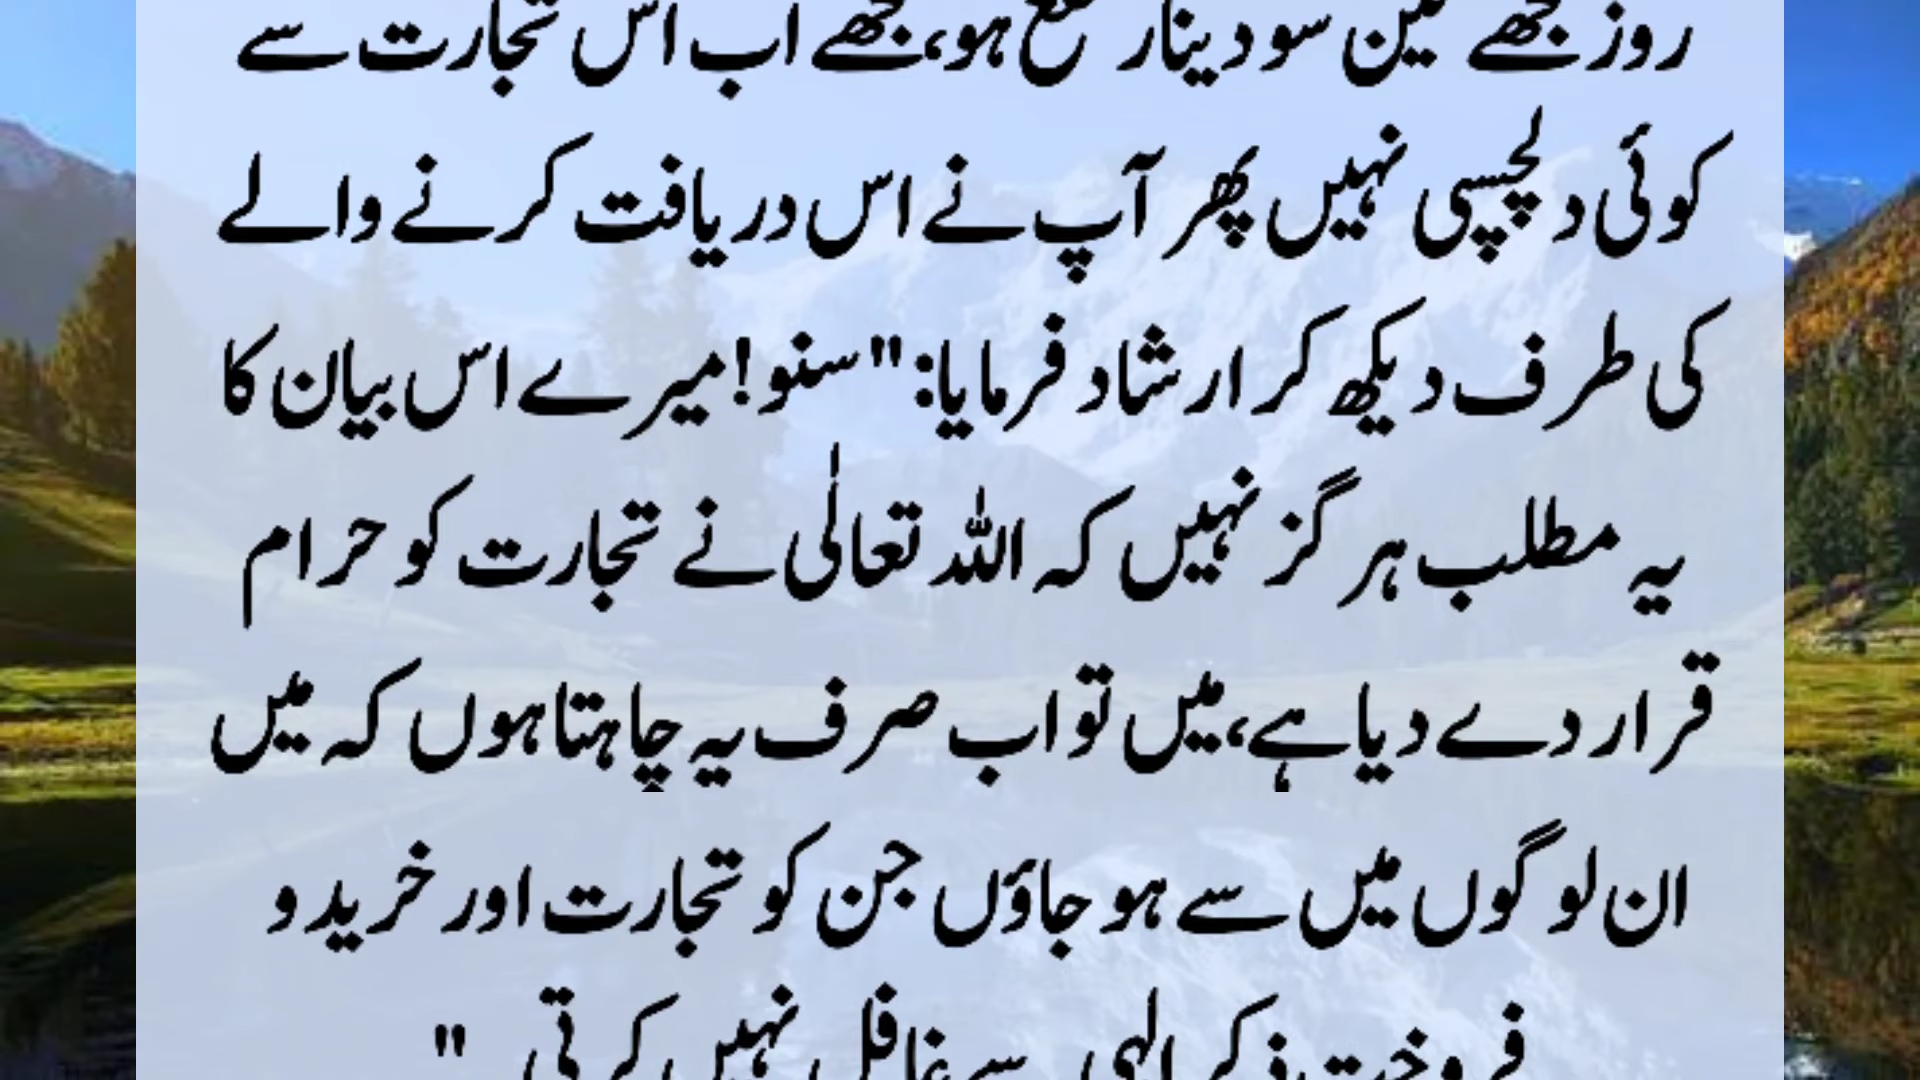 روز مجھے تین سو دینار نفع ہو، مجھے اب اس تجارت سے
کوئی دلچسپی نہیں پھر آپ نے اس دریافت کرنے والے
کی طرف دیکھ کر ارشاد فرمایا: "سنو! میرے اس بیان کا
یہ مطلب ہر گز نہیں کہ اللہ تعالٰی نے تجارت کو حرام
قرار دے دیا ہے، میں تو اب صرف یہ چاہتا ہوں کہ میں
ان لوگوں میں سے ہو جاؤں جن کو تجارت اور خرید و
فروخت ذکر الہی سے غافل نہیں کرتی "